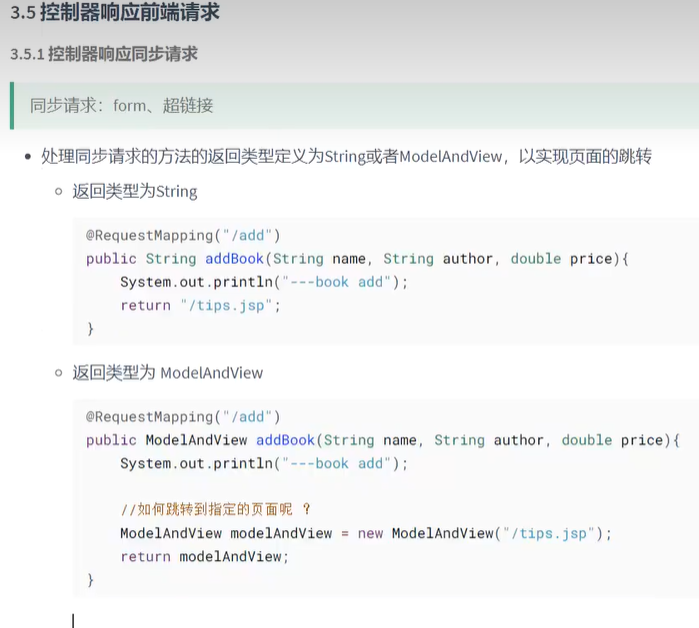 3.5 控制器响应前端请求
3.5.1 控制器响应同步请求
同步请求：form、超链接
处理同步请求的方法的返回类型定义为String或者ModelAndView，以实现页面的跳转
返回类型为String
@RequestMapping("/add")
public String addBook(String name, String author, double price){
System.out.println("---book add");
return "/tips.jsp";
}
返回类型为 ModelAndView
@RequestMapping("/add")
public ModelAndView addBook(String name, String author, double price){
System.out.println("---book add");
//如何跳转到指定的页面呢 ？
ModelAndView modelAndView = new ModelAndView("/tips.jsp");
return modelAndView;
}